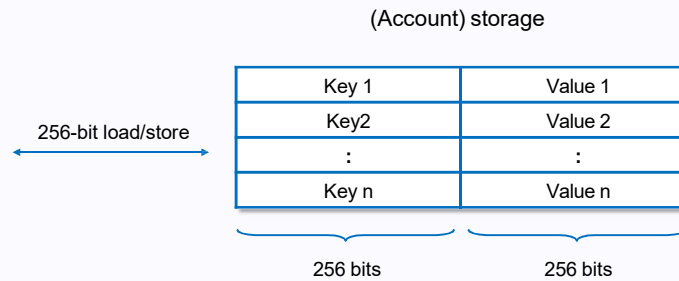 (Account) storage
Key 1 Value 1
Key2 Value 2
256-bit load/store
: :
Key n Value n
256 bits 256 bits